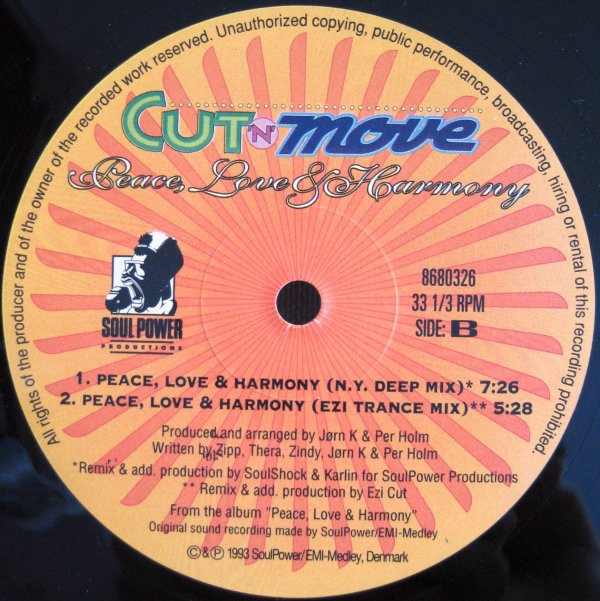 All rights of the producer and of the owner of the recorded work reserved. Unauthorized copying, public performance, broadcasting, hiring or rental of this recording prohibited.
CUT 'N' move
Peace, Love & Harmony
SOUL POWER
PRODUCTIONS
8680326
33 1/3 RPM
SIDE: B
1. PEACE, LOVE & HARMONY (N.Y. DEEP MIX)* 7:26
2. PEACE, LOVE & HARMONY (EZI TRANCE MIX)** 5:28
Produced and arranged by Jørn K & Per Holm
Written by Zipp, Thera, Zindy, Jørn K & Per Holm
*Remix & add. production by SoulShock & Karlin for SoulPower Productions
** Remix & add. production by Ezi Cut
From the album "Peace, Love & Harmony"
Original sound recording made by SoulPower/EMI-Medley
©&℗ 1993 SoulPower/EMI-Medley, Denmark